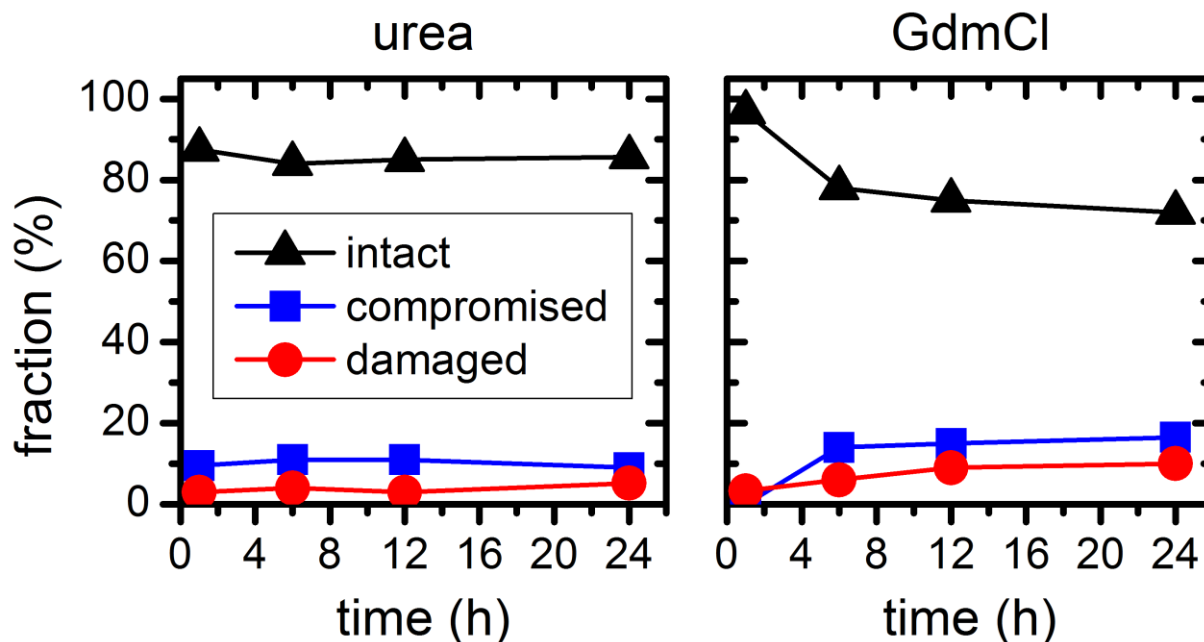 urea
GdmCl
fraction (%)
100
80
60
40
20
0
intact
compromised
damaged
0 4 8 12 16 20 24
0 4 8 12 16 20 24
time (h)
time (h)